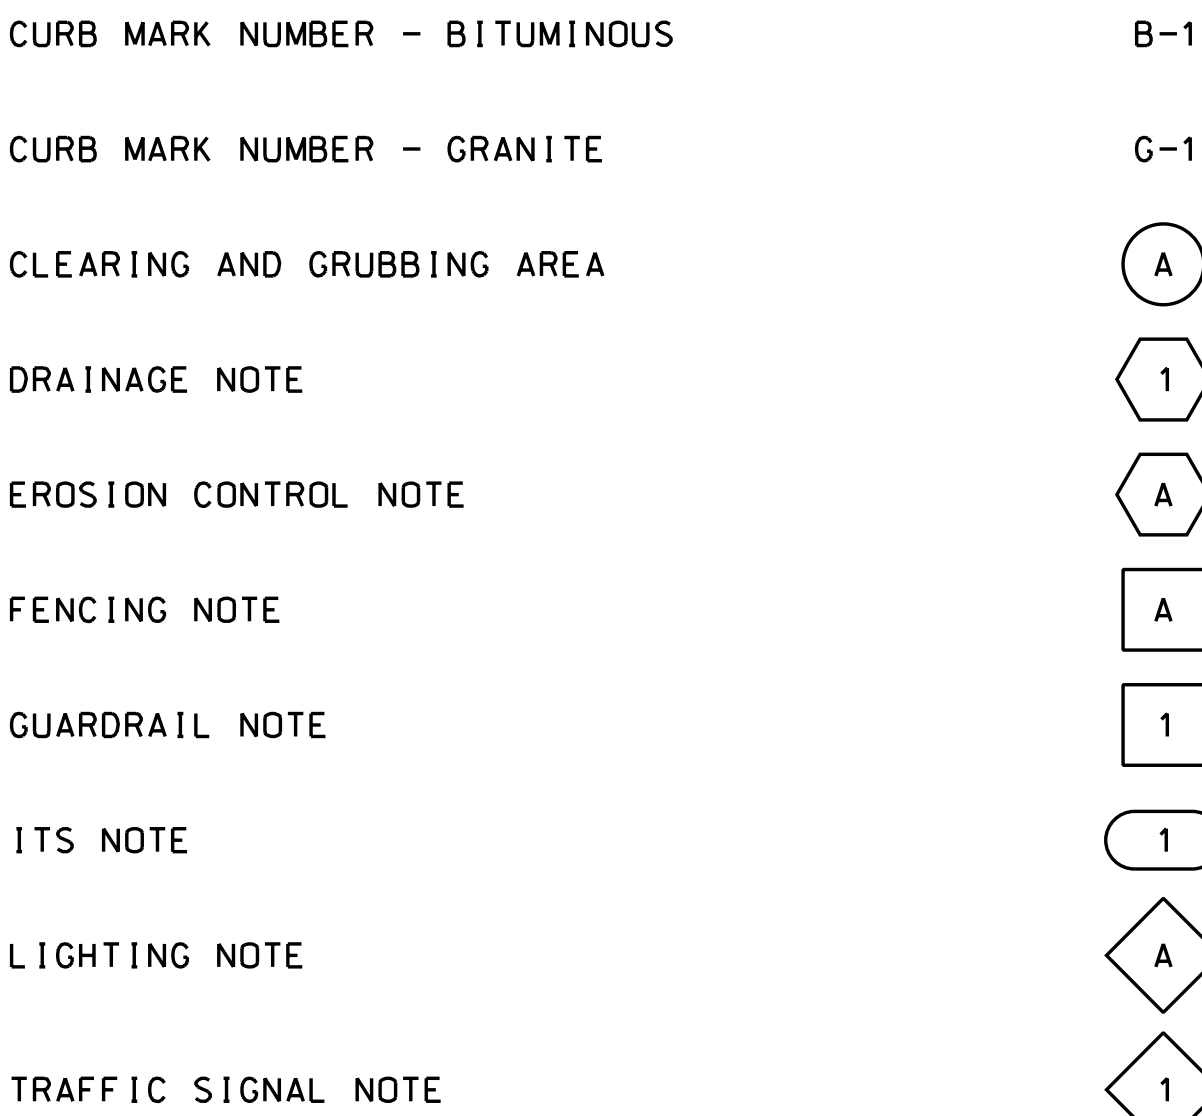 CURB MARK NUMBER - BITUMINOUS B-1
CURB MARK NUMBER - GRANITE G-1
CLEARING AND GRUBBING AREA A
DRAINAGE NOTE 1
EROSION CONTROL NOTE A
FENCING NOTE A
GUARDRAIL NOTE 1
ITS NOTE 1
LIGHTING NOTE A
TRAFFIC SIGNAL NOTE 1